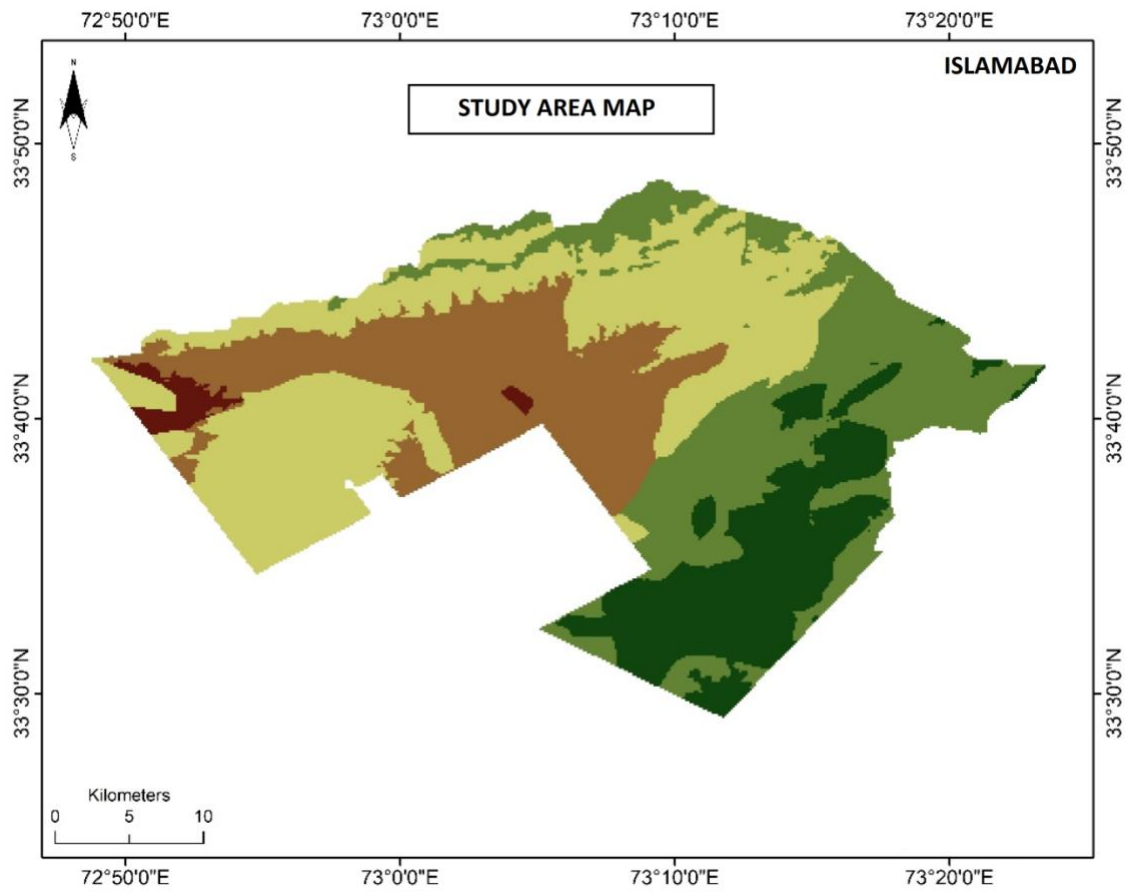 72°50'0"E 73°0'0"E 73°10'0"E 73°20'0"E
N
ISLAMABAD
STUDY AREA MAP
S
33°50'0"N 33°50'0"N
33°40'0"N 33°40'0"N
33°30'0"N 33°30'0"N
Kilometers
0 5 10
72°50'0"E 73°0'0"E 73°10'0"E 73°20'0"E